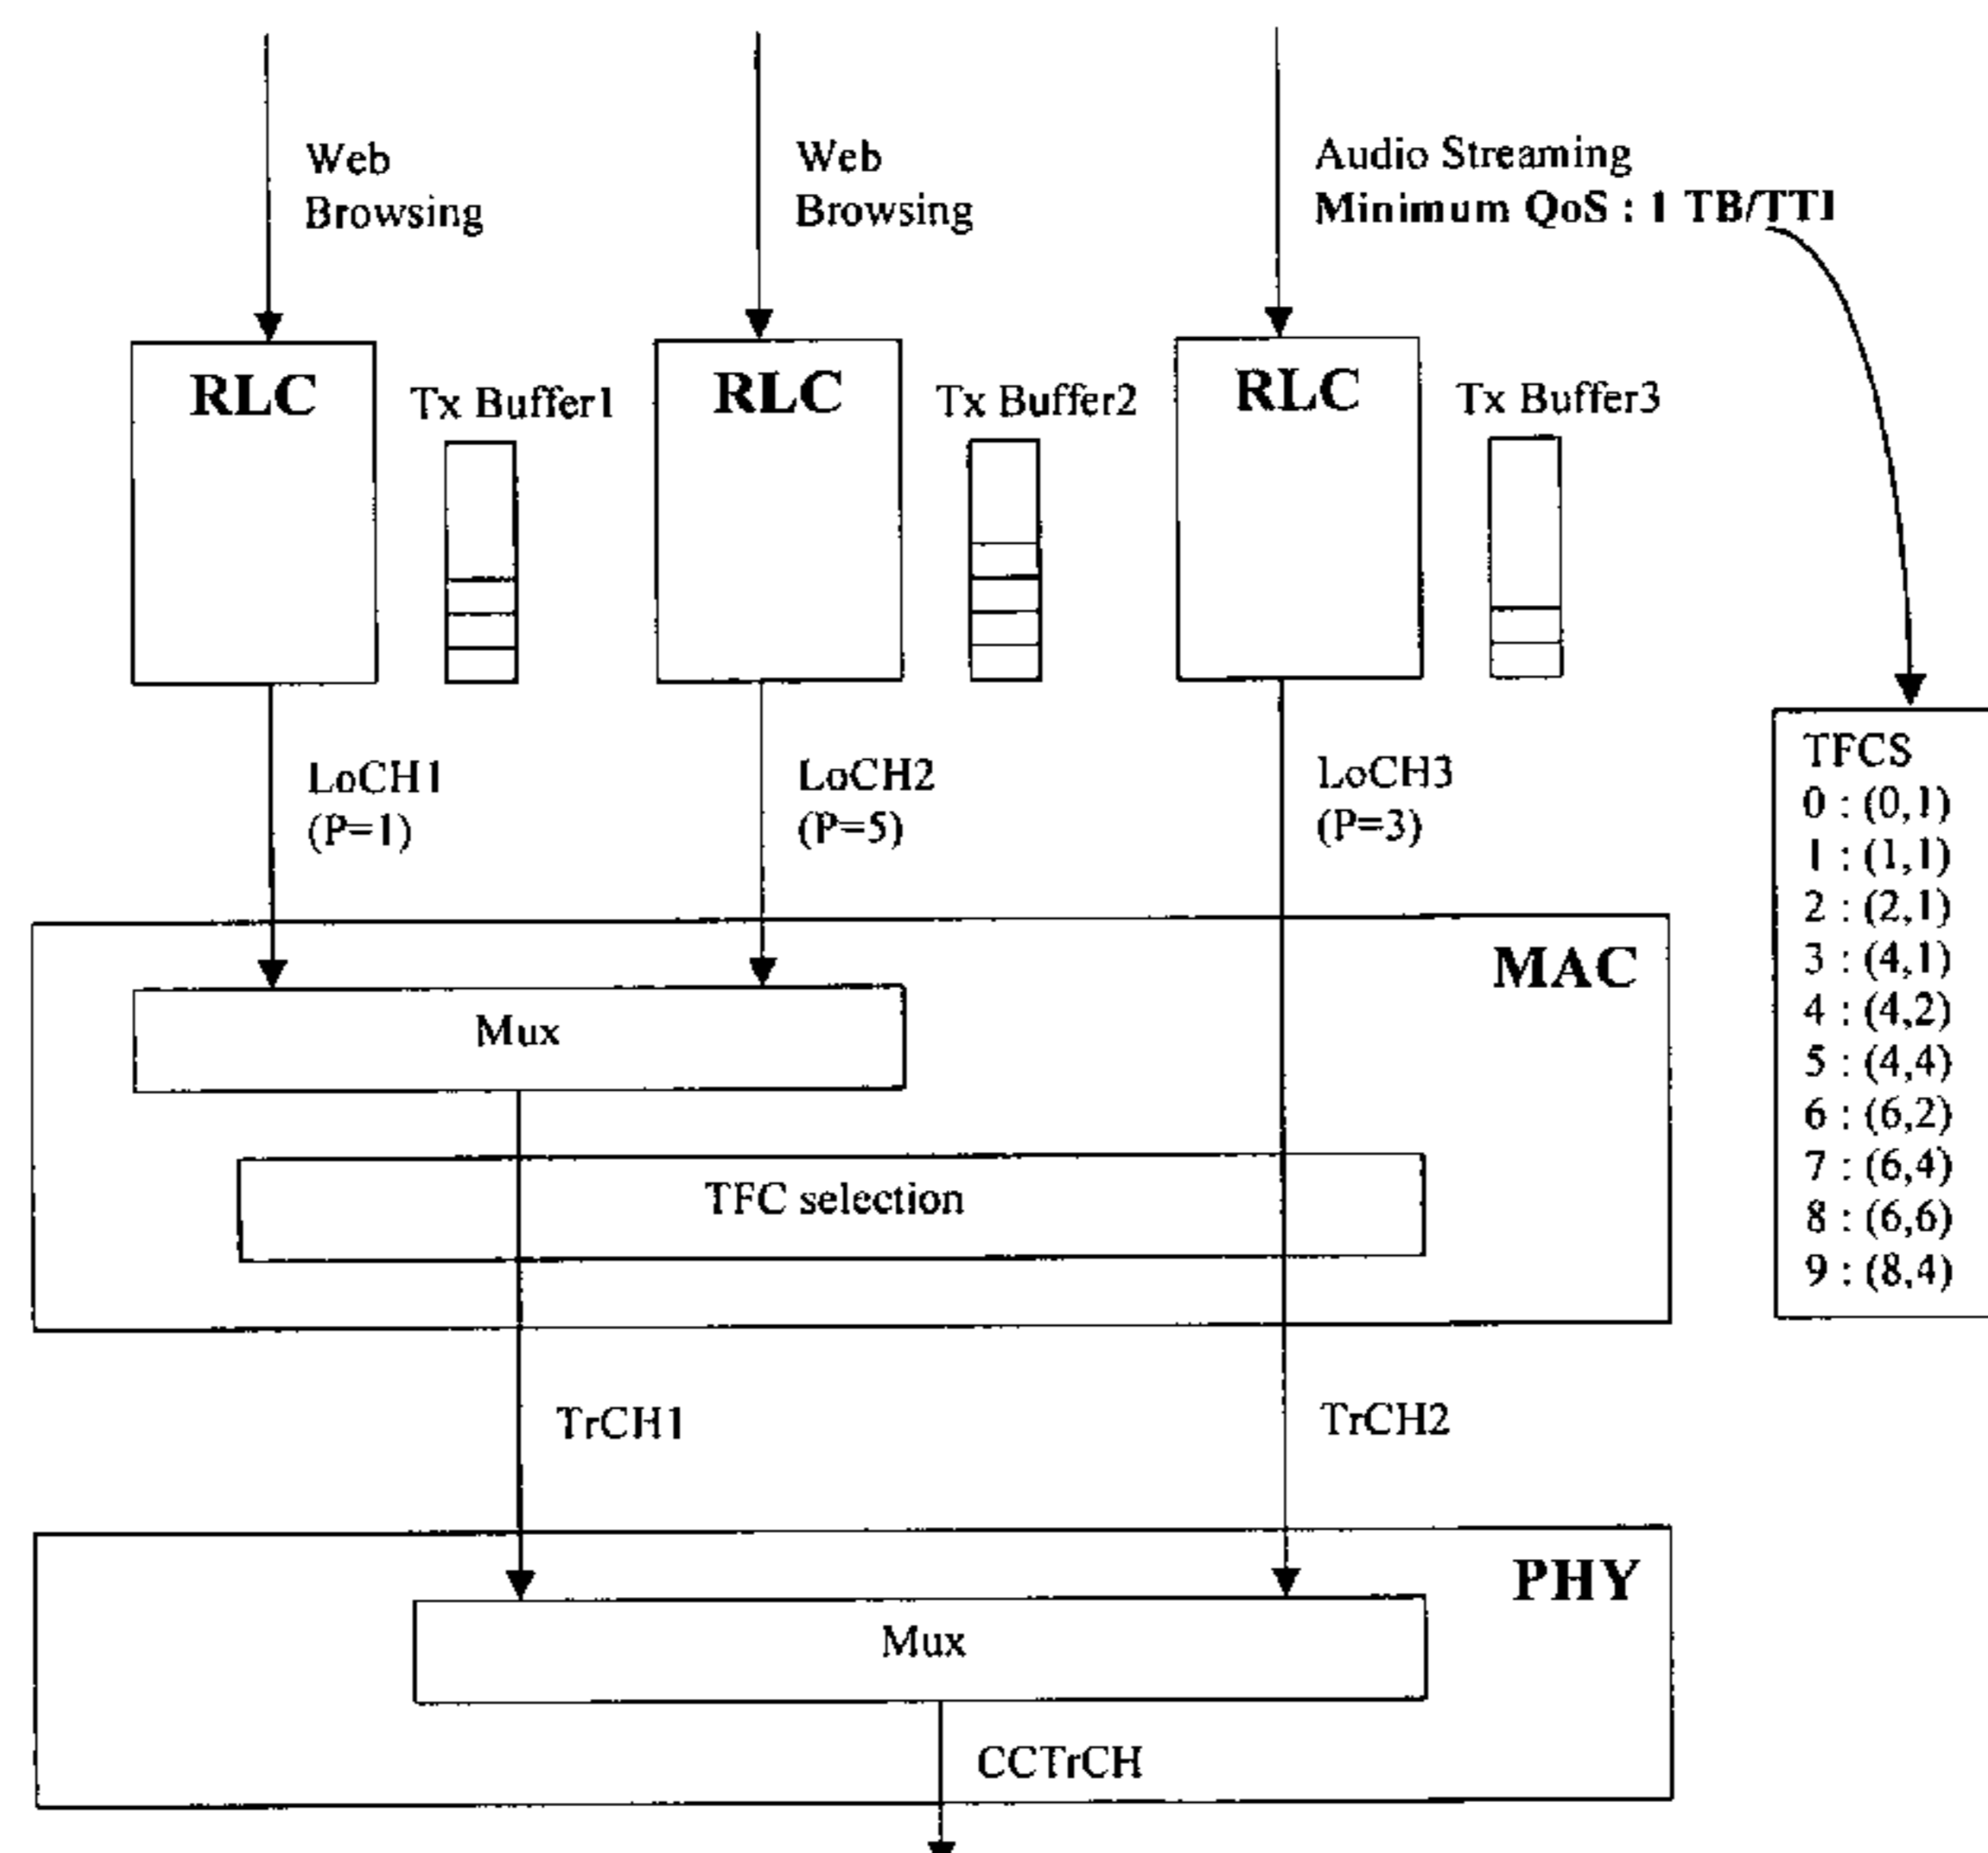 Web
Browsing
Web
Browsing
Audio Streaming
Minimum QoS : 1 TB/TTI
RLC
Tx Buffer1
RLC
Tx Buffer2
RLC
Tx Buffer3
LoCH1
(P=1)
LoCH2
(P=5)
LoCH3
(P=3)
TFCS
0 : (0,1)
1 : (1,1)
2 : (2,1)
3 : (4,1)
4 : (4,2)
5 : (4,4)
6 : (6,2)
7 : (6,4)
8 : (6,6)
9 : (8,4)
MAC
Mux
TFC selection
TrCH1
TrCH2
PHY
Mux
CCTrCH